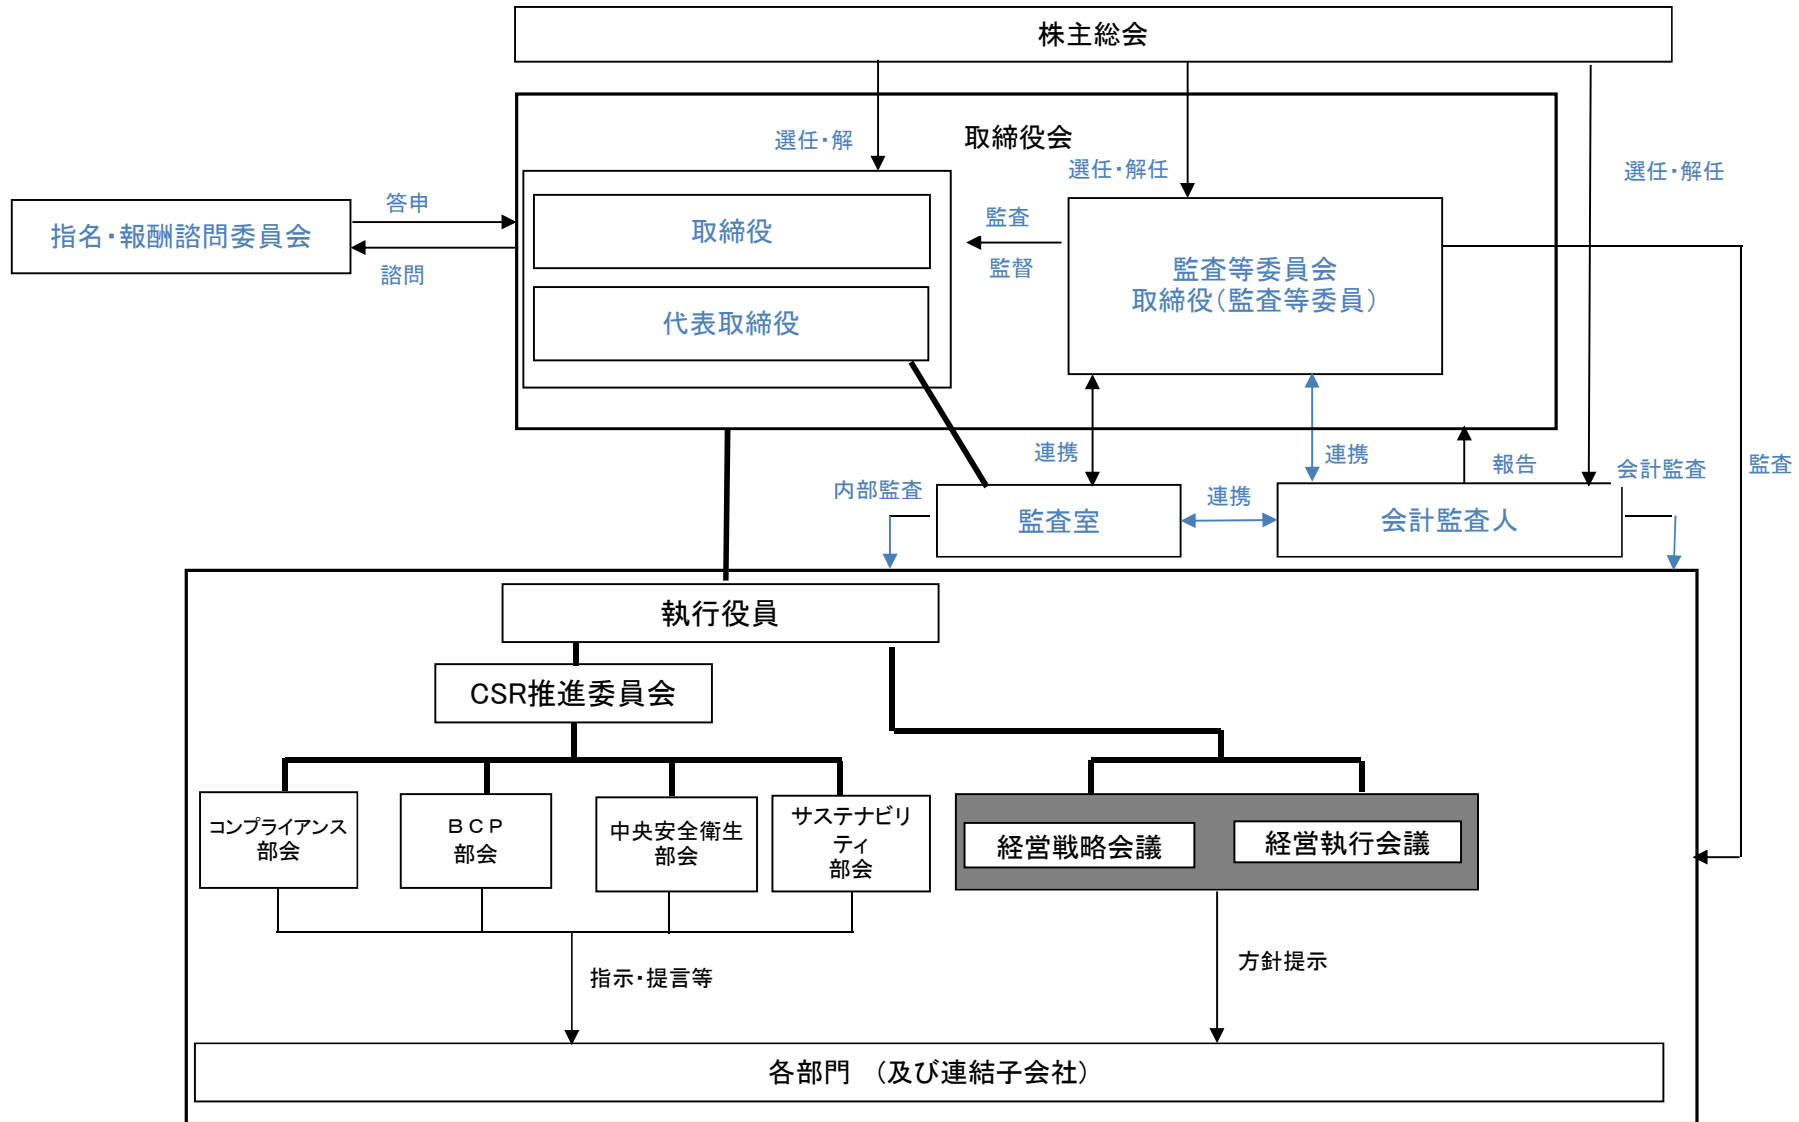 株主総会
選任・解
取締役会
選任・解任
選任・解任
答申
指名・報酬諮問委員会
諮問
取締役
代表取締役
監査
監督
監査等委員会
取締役（監査等委員）
連携
連携
報告
会計監査
監査
内部監査
監査室
連携
会計監査人
執行役員
CSR推進委員会
コンプライアンス
部会
ＢＣＰ
部会
中央安全衛生
部会
サステナビリ
ティ
部会
経営戦略会議
経営執行会議
指示・提言等
方針提示
各部門　（及び連結子会社）